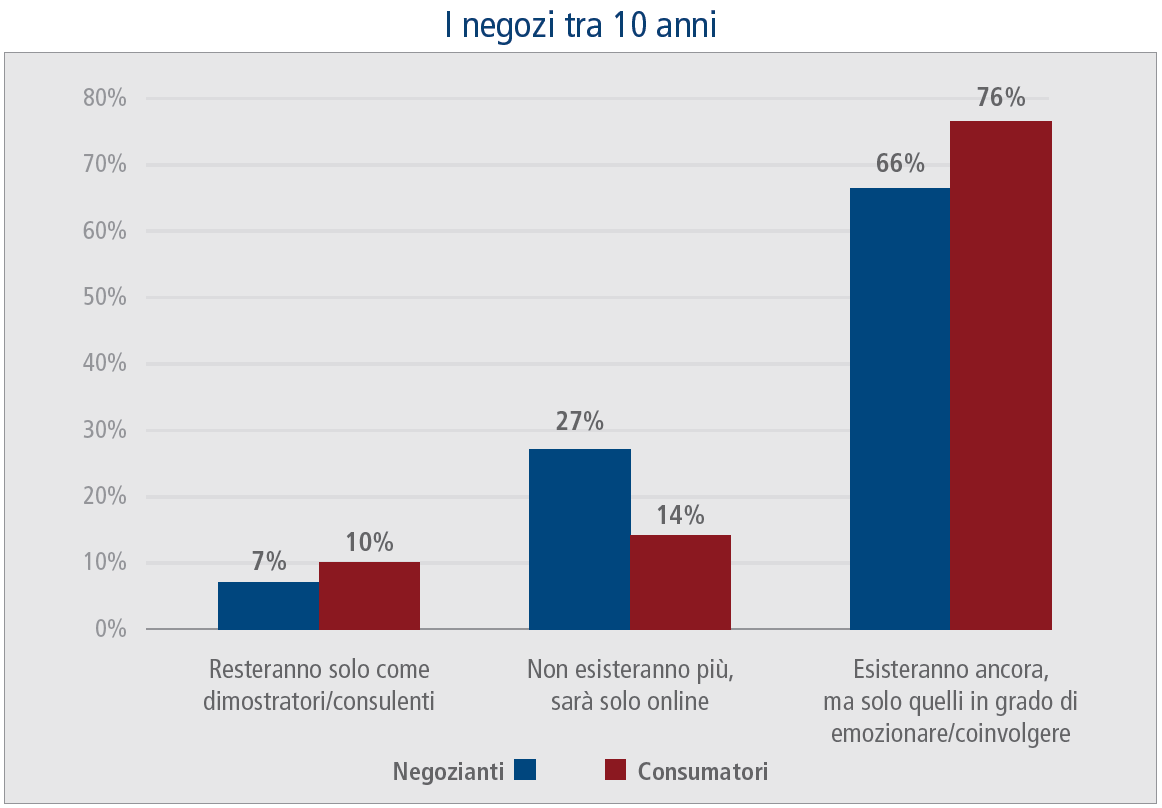 I negozi tra 10 anni
80%
70%
60%
50%
40%
30%
20%
10%
0%
7%
10%
27%
14%
66%
76%
Resteranno solo come
dimostratori/consulenti
Non esisteranno più,
sarà solo online
Esisteranno ancora,
ma solo quelli in grado di
emozionare/coinvolgere
Negozianti
Consumatori